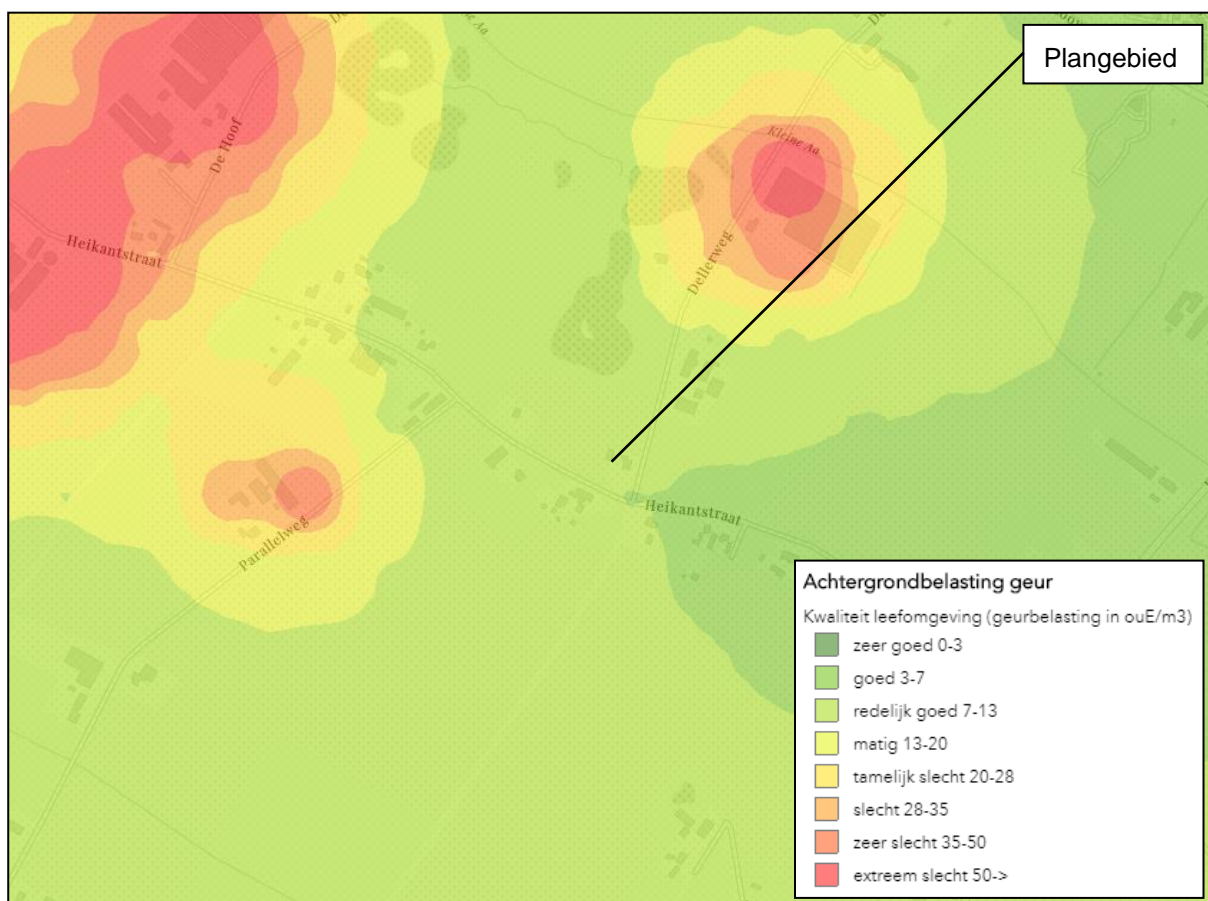 Plangebied
Kleine Aa
De Hoof
Heikantstraat
Dellerweg
Heikantstraat
Parallelweg
Achtergrondbelasting geur
Kwaliteit leefomgeving (geurbelasting in ouE/m3)
zeer goed 0-3
goed 3-7
redelijk goed 7-13
matig 13-20
tamelijk slecht 20-28
slecht 28-35
zeer slecht 35-50
extreem slecht 50->